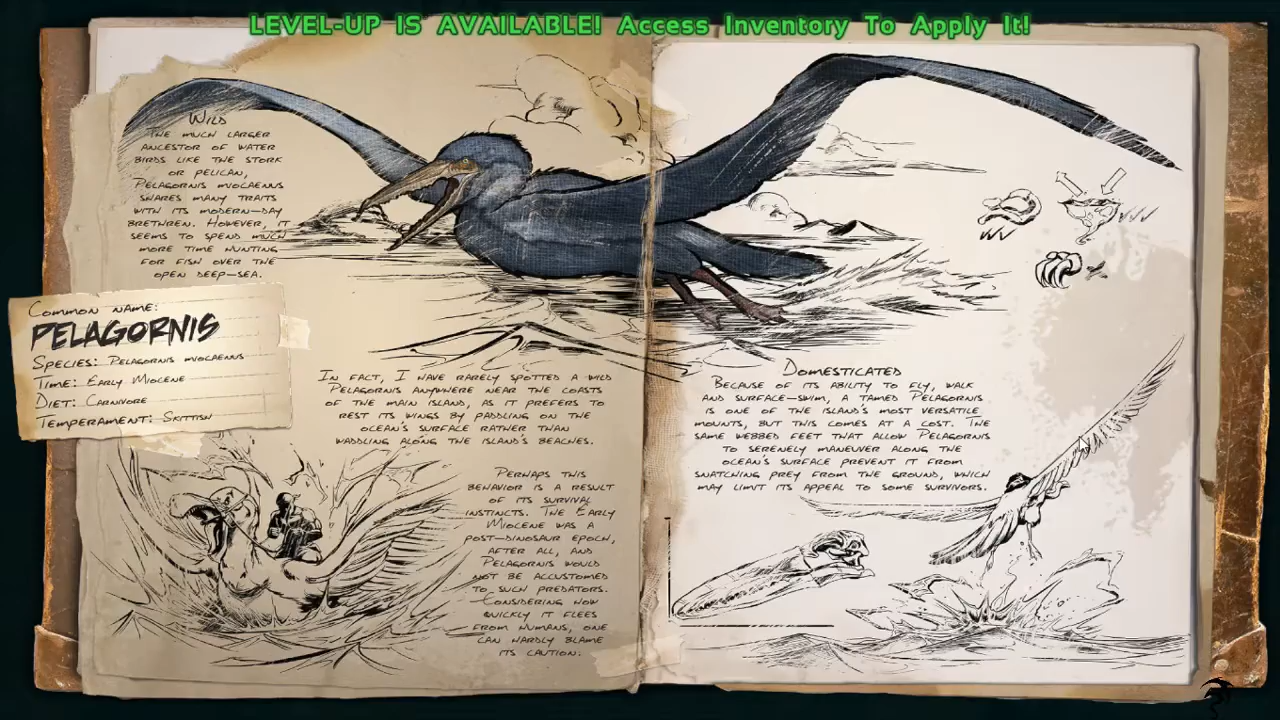 LEVEL-UP IS AVAILABLE! Access Inventory To Apply It!
Wild
The much larger
ancestor of water
birds like the stork
or pelican,
Pelagornis miocaenus
shares many traits
with its modern-day
brethren. However, it
seems to spend much
more time hunting
for fish over the
open deep-sea.
Common name:
PELAGORNIS
Species: Pelagornis miocaenus
Time: Early Miocene
Diet: Carnivore
Temperament: Skittish
In fact, I have rarely spotted a wild
Pelagornis anywhere near the coasts
of the main island, as it prefers to
rest its wings by paddling on the
ocean's surface rather than
waddling along the island's beaches.
Perhaps this
behavior is a result
of its survival
instincts. The Early
Miocene was a
post-dinosaur epoch,
after all, and
Pelagornis would
not be accustomed
to such predators.
Considering how
quickly it flees
from humans, one
can hardly blame
its caution.
Domesticated
Because of its ability to fly, walk
and surface-swim, a tamed Pelagornis
is one of the island's most versatile
mounts, but this comes at a cost. The
same webbed feet that allow Pelagornis
to serenely maneuver along the
ocean's surface prevent it from
snatching prey from the ground, which
may limit its appeal to some survivors.